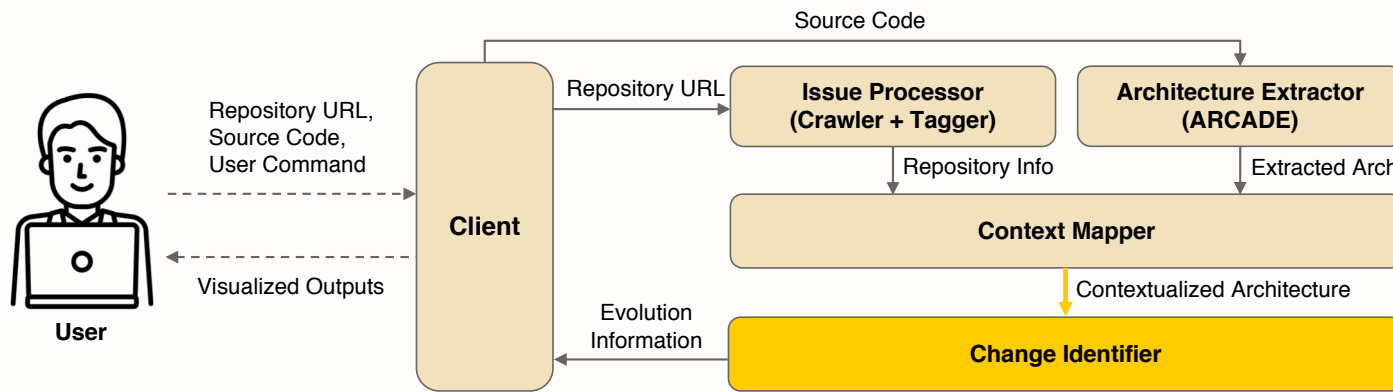 Source Code
Repository URL
Issue Processor
(Crawler + Tagger)
Architecture Extractor
(ARCADE)
Repository URL,
Source Code,
User Command
Repository Info
Extracted Arch
Client
Context Mapper
Visualized Outputs
Contextualized Architecture
User
Evolution
Information
Change Identifier